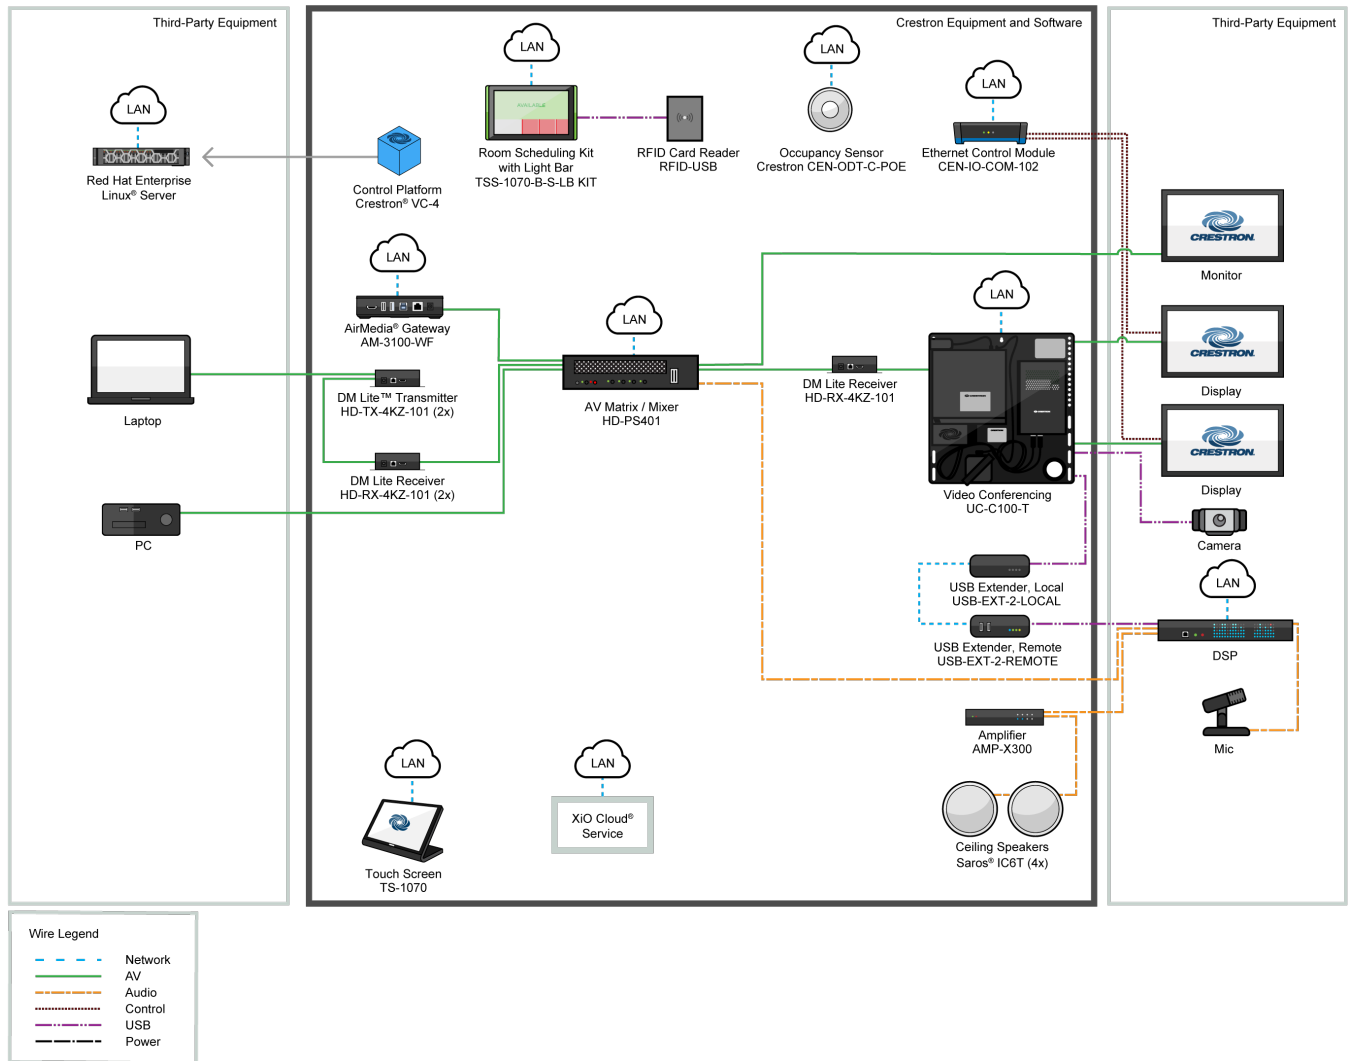 Third-Party Equipment
Crestron Equipment and Software
Third-Party Equipment
LAN
LAN
LAN
LAN
AVAILABLE
LAN
Red Hat Enterprise
Linux® Server
Control Platform
Crestron® VC-4
Room Scheduling Kit
with Light Bar
TSS-1070-B-S-LB KIT
RFID Card Reader
RFID-USB
Occupancy Sensor
Crestron CEN-ODT-C-POE
Ethernet Control Module
CEN-IO-COM-102
CRESTRON
Monitor
LAN
AirMedia® Gateway
AM-3100-WF
LAN
LAN
CRESTRON
Display
Laptop
DM Lite™ Transmitter
HD-TX-4KZ-101 (2x)
AV Matrix / Mixer
HD-PS401
DM Lite Receiver
HD-RX-4KZ-101
CRESTRON
Display
DM Lite Receiver
HD-RX-4KZ-101 (2x)
Video Conferencing
UC-C100-T
PC
Camera
USB Extender, Local
USB-EXT-2-LOCAL
LAN
USB Extender, Remote
USB-EXT-2-REMOTE
DSP
Amplifier
AMP-X300
Mic
LAN
LAN
XiO Cloud®
Service
Touch Screen
TS-1070
Ceiling Speakers
Saros® IC6T (4x)
Wire Legend
Network
AV
Audio
Control
USB
Power